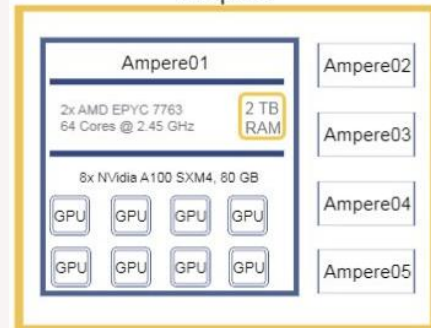 Ampere01
2x AMD EPYC 7763
64 Cores @ 2.45 GHz
2 TB
RAM
8x NVidia A100 SXM4, 80 GB
GPU GPU GPU GPU
GPU GPU GPU GPU
Ampere02
Ampere03
Ampere04
Ampere05